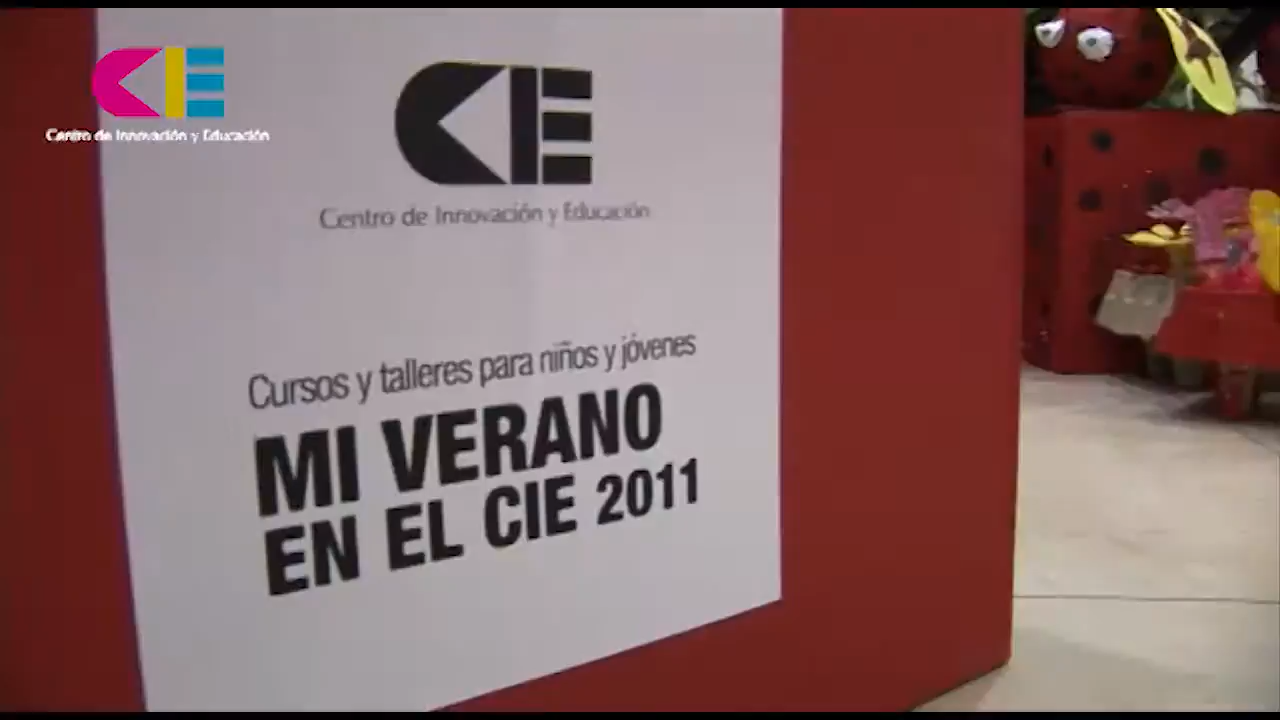 CIE
Centro de Innovación y Educación
CIE
Centro de Innovación y Educación
Cursos y talleres para niños y jóvenes
MI VERANO
EN EL CIE 2011